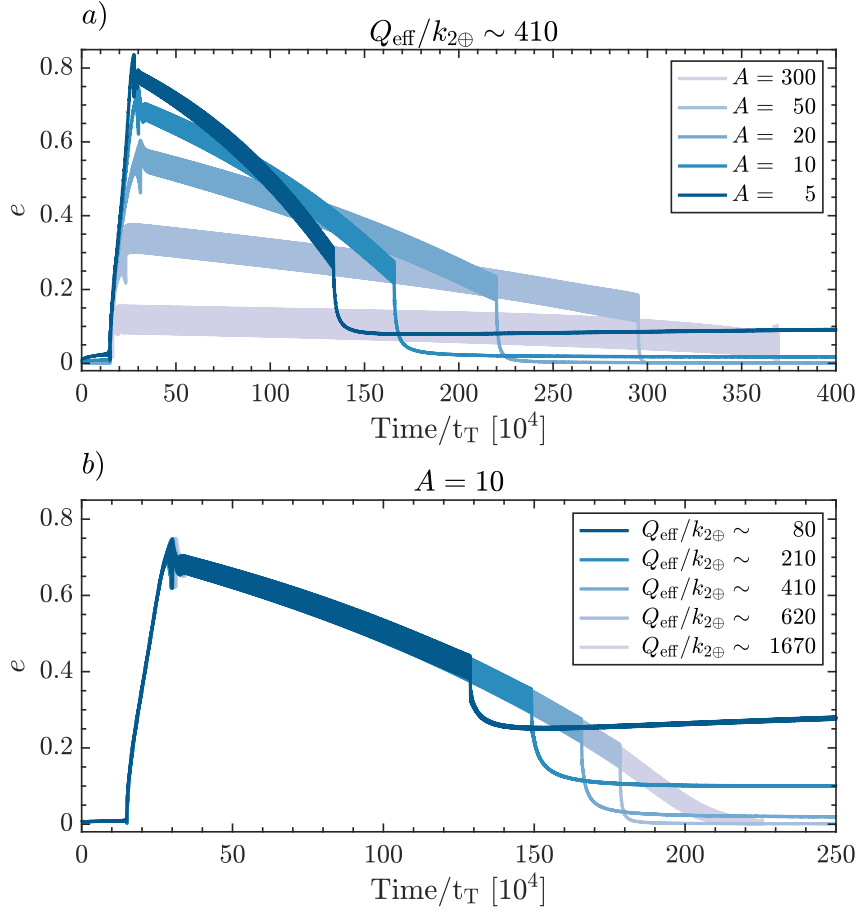 a)
Q_eff/k_2⊕ ∼ 410
0.8
0.6
0.4
0.2
0
e
A = 300
A = 50
A = 20
A = 10
A = 5
0 50 100 150 200 250 300 350 400
Time/t_T [10^4]
b)
A = 10
0.8
0.6
0.4
0.2
0
e
Q_eff/k_2⊕ ∼ 80
Q_eff/k_2⊕ ∼ 210
Q_eff/k_2⊕ ∼ 410
Q_eff/k_2⊕ ∼ 620
Q_eff/k_2⊕ ∼ 1670
0 50 100 150 200 250
Time/t_T [10^4]